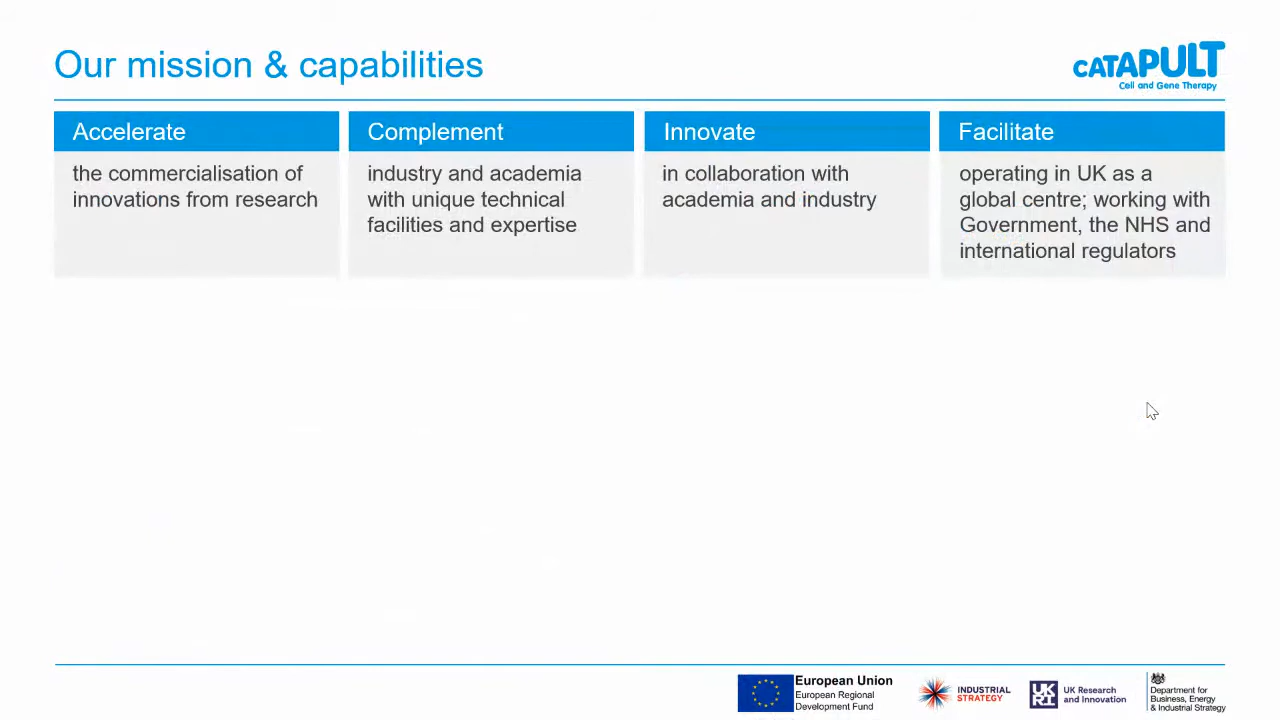 Our mission & capabilities
CATAPULT
Cell and Gene Therapy
Accelerate
the commercialisation of
innovations from research
Complement
industry and academia
with unique technical
facilities and expertise
Innovate
in collaboration with
academia and industry
Facilitate
operating in UK as a
global centre; working with
Government, the NHS and
international regulators
European Union
European Regional
Development Fund
INDUSTRIAL
STRATEGY
UK
RI
UK Research
and Innovation
Department for
Business, Energy
& Industrial Strategy